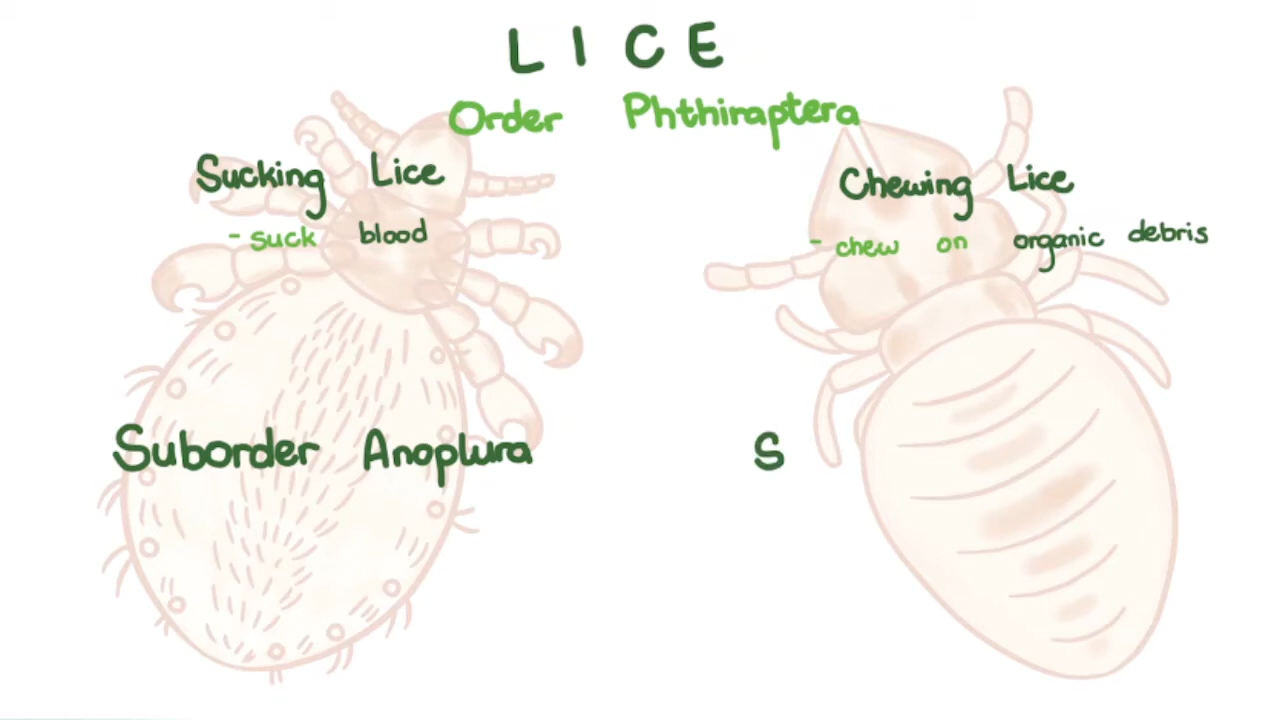 LICE
Order Phthiraptera
Sucking Lice
- suck blood
Chewing Lice
- chew on organic debris
Suborder Anoplura
S